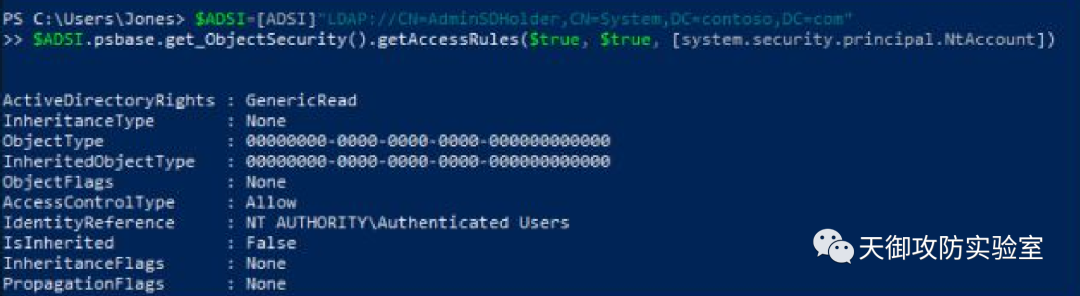 PS C:\Users\Jones> $ADSI=[ADSI]"LDAP://CN=AdminSDHolder,CN=System,DC=contoso,DC=com"
>> $ADSI.psbase.get_ObjectSecurity().getAccessRules($true, $true, [system.security.principal.NtAccount])
ActiveDirectoryRights : GenericRead
InheritanceType : None
ObjectType : 00000000-0000-0000-0000-000000000000
InheritedObjectType : 00000000-0000-0000-0000-000000000000
ObjectFlags : None
AccessControlType : Allow
IdentityReference : NT AUTHORITY\Authenticated Users
IsInherited : False
InheritanceFlags : None
PropagationFlags : None
天御攻防实验室